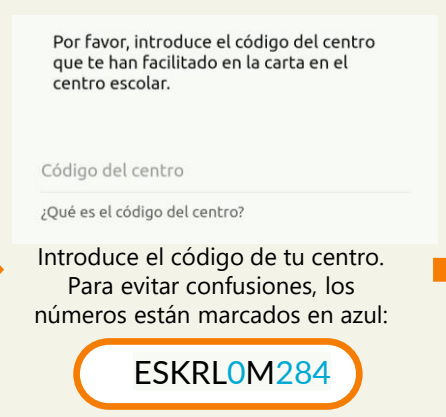 Por favor, introduce el código del centro
que te han facilitado en la carta en el
centro escolar.
Código del centro
¿Qué es el código del centro?
Introduce el código de tu centro.
Para evitar confusiones, los
números están marcados en azul:
ESKRL0M284